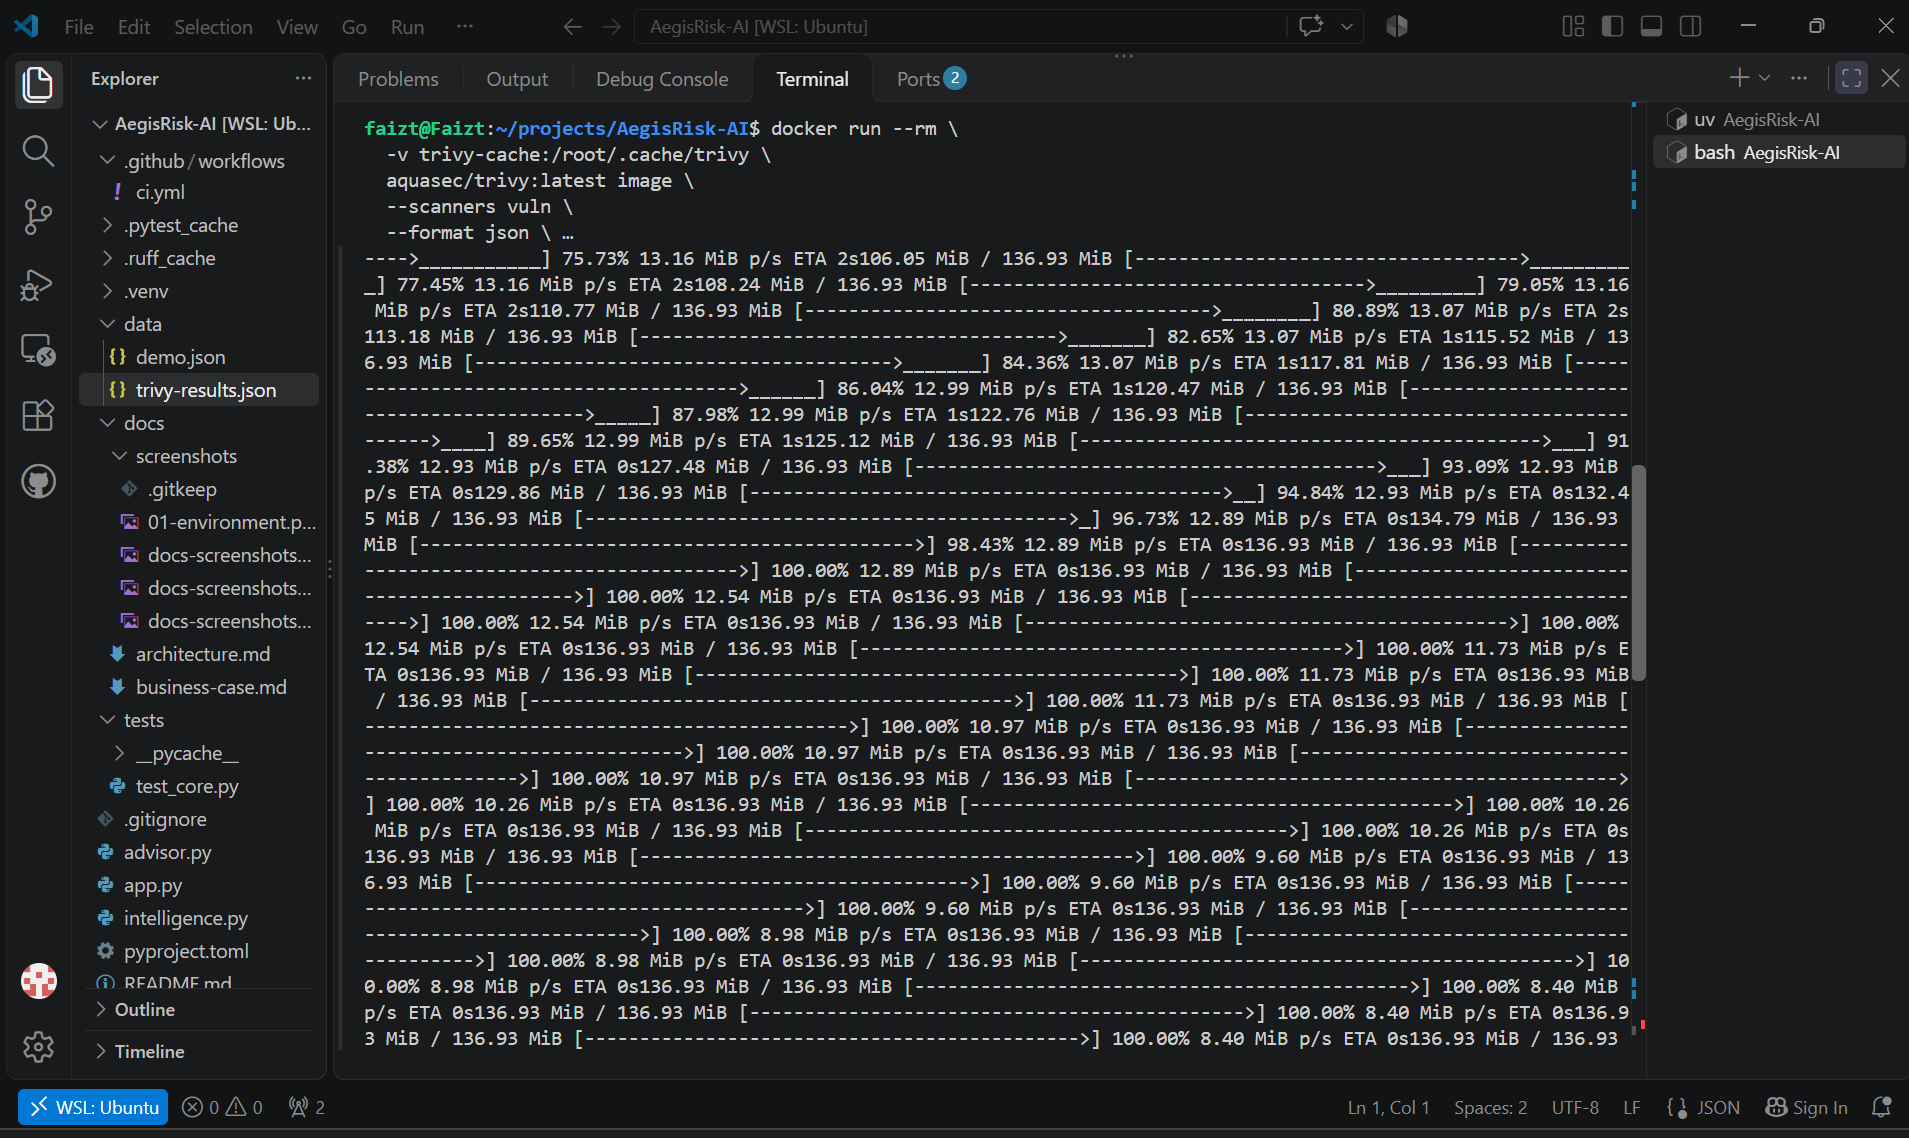 File Edit Selection View Go Run ···
AegisRisk-AI [WSL: Ubuntu]
Explorer ···
AegisRisk-AI [WSL: Ub...
.github / workflows
! ci.yml
.pytest_cache
.ruff_cache
.venv
data
{} demo.json
{} trivy-results.json
docs
screenshots
.gitkeep
01-environment.p...
docs-screenshots...
docs-screenshots...
docs-screenshots...
architecture.md
business-case.md
tests
__pycache__
test_core.py
.gitignore
advisor.py
app.py
intelligence.py
pyproject.toml
README.md
Outline
Timeline
Problems Output Debug Console Terminal Ports 2
faizt@Faizt:~/projects/AegisRisk-AI$ docker run --rm \
-v trivy-cache:/root/.cache/trivy \
aquasec/trivy:latest image \
--scanners vuln \
--format json \ …
---->___________] 75.73% 13.16 MiB p/s ETA 2s106.05 MiB / 136.93 MiB [----------------------------------->_________
_] 77.45% 13.16 MiB p/s ETA 2s108.24 MiB / 136.93 MiB [------------------------------------>_________] 79.05% 13.16
MiB p/s ETA 2s110.77 MiB / 136.93 MiB [------------------------------------->________] 80.89% 13.07 MiB p/s ETA 2s
113.18 MiB / 136.93 MiB [-------------------------------------->_______] 82.65% 13.07 MiB p/s ETA 1s115.52 MiB / 13
6.93 MiB [-------------------------------------->_______] 84.36% 13.07 MiB p/s ETA 1s117.81 MiB / 136.93 MiB [-----
---------------------------------->______] 86.04% 12.99 MiB p/s ETA 1s120.47 MiB / 136.93 MiB [--------------------
-------------------->_____] 87.98% 12.99 MiB p/s ETA 1s122.76 MiB / 136.93 MiB [-----------------------------------
------>____] 89.65% 12.99 MiB p/s ETA 1s125.12 MiB / 136.93 MiB [------------------------------------------>___] 91
.38% 12.93 MiB p/s ETA 0s127.48 MiB / 136.93 MiB [------------------------------------------>___] 93.09% 12.93 MiB
p/s ETA 0s129.86 MiB / 136.93 MiB [------------------------------------------->__] 94.84% 12.93 MiB p/s ETA 0s132.4
5 MiB / 136.93 MiB [-------------------------------------------->_] 96.73% 12.89 MiB p/s ETA 0s134.79 MiB / 136.93
MiB [--------------------------------------------->] 98.43% 12.89 MiB p/s ETA 0s136.93 MiB / 136.93 MiB [----------
---------------------------------->] 100.00% 12.89 MiB p/s ETA 0s136.93 MiB / 136.93 MiB [-------------------------
------------------->] 100.00% 12.54 MiB p/s ETA 0s136.93 MiB / 136.93 MiB [----------------------------------------
---->] 100.00% 12.54 MiB p/s ETA 0s136.93 MiB / 136.93 MiB [-------------------------------------------->] 100.00%
12.54 MiB p/s ETA 0s136.93 MiB / 136.93 MiB [-------------------------------------------->] 100.00% 11.73 MiB p/s E
TA 0s136.93 MiB / 136.93 MiB [-------------------------------------------->] 100.00% 11.73 MiB p/s ETA 0s136.93 MiB
/ 136.93 MiB [-------------------------------------------->] 100.00% 11.73 MiB p/s ETA 0s136.93 MiB / 136.93 MiB [
-------------------------------------------->] 100.00% 10.97 MiB p/s ETA 0s136.93 MiB / 136.93 MiB [---------------
----------------------------->] 100.00% 10.97 MiB p/s ETA 0s136.93 MiB / 136.93 MiB [------------------------------
-------------->] 100.00% 10.97 MiB p/s ETA 0s136.93 MiB / 136.93 MiB [-------------------------------------------->
] 100.00% 10.26 MiB p/s ETA 0s136.93 MiB / 136.93 MiB [-------------------------------------------->] 100.00% 10.26
MiB p/s ETA 0s136.93 MiB / 136.93 MiB [-------------------------------------------->] 100.00% 10.26 MiB p/s ETA 0s
136.93 MiB / 136.93 MiB [--------------------------------------------->] 100.00% 9.60 MiB p/s ETA 0s136.93 MiB / 13
6.93 MiB [--------------------------------------------->] 100.00% 9.60 MiB p/s ETA 0s136.93 MiB / 136.93 MiB [-----
---------------------------------------->] 100.00% 9.60 MiB p/s ETA 0s136.93 MiB / 136.93 MiB [--------------------
------------------------->] 100.00% 8.98 MiB p/s ETA 0s136.93 MiB / 136.93 MiB [-----------------------------------
---------->] 100.00% 8.98 MiB p/s ETA 0s136.93 MiB / 136.93 MiB [--------------------------------------------->] 10
0.00% 8.98 MiB p/s ETA 0s136.93 MiB / 136.93 MiB [--------------------------------------------->] 100.00% 8.40 MiB
p/s ETA 0s136.93 MiB / 136.93 MiB [--------------------------------------------->] 100.00% 8.40 MiB p/s ETA 0s136.9
3 MiB / 136.93 MiB [--------------------------------------------->] 100.00% 8.40 MiB p/s ETA 0s136.93 MiB / 136.93
uv AegisRisk-AI
bash AegisRisk-AI
WSL: Ubuntu 0 0 2
Ln 1, Col 1 Spaces: 2 UTF-8 LF {} JSON Sign In